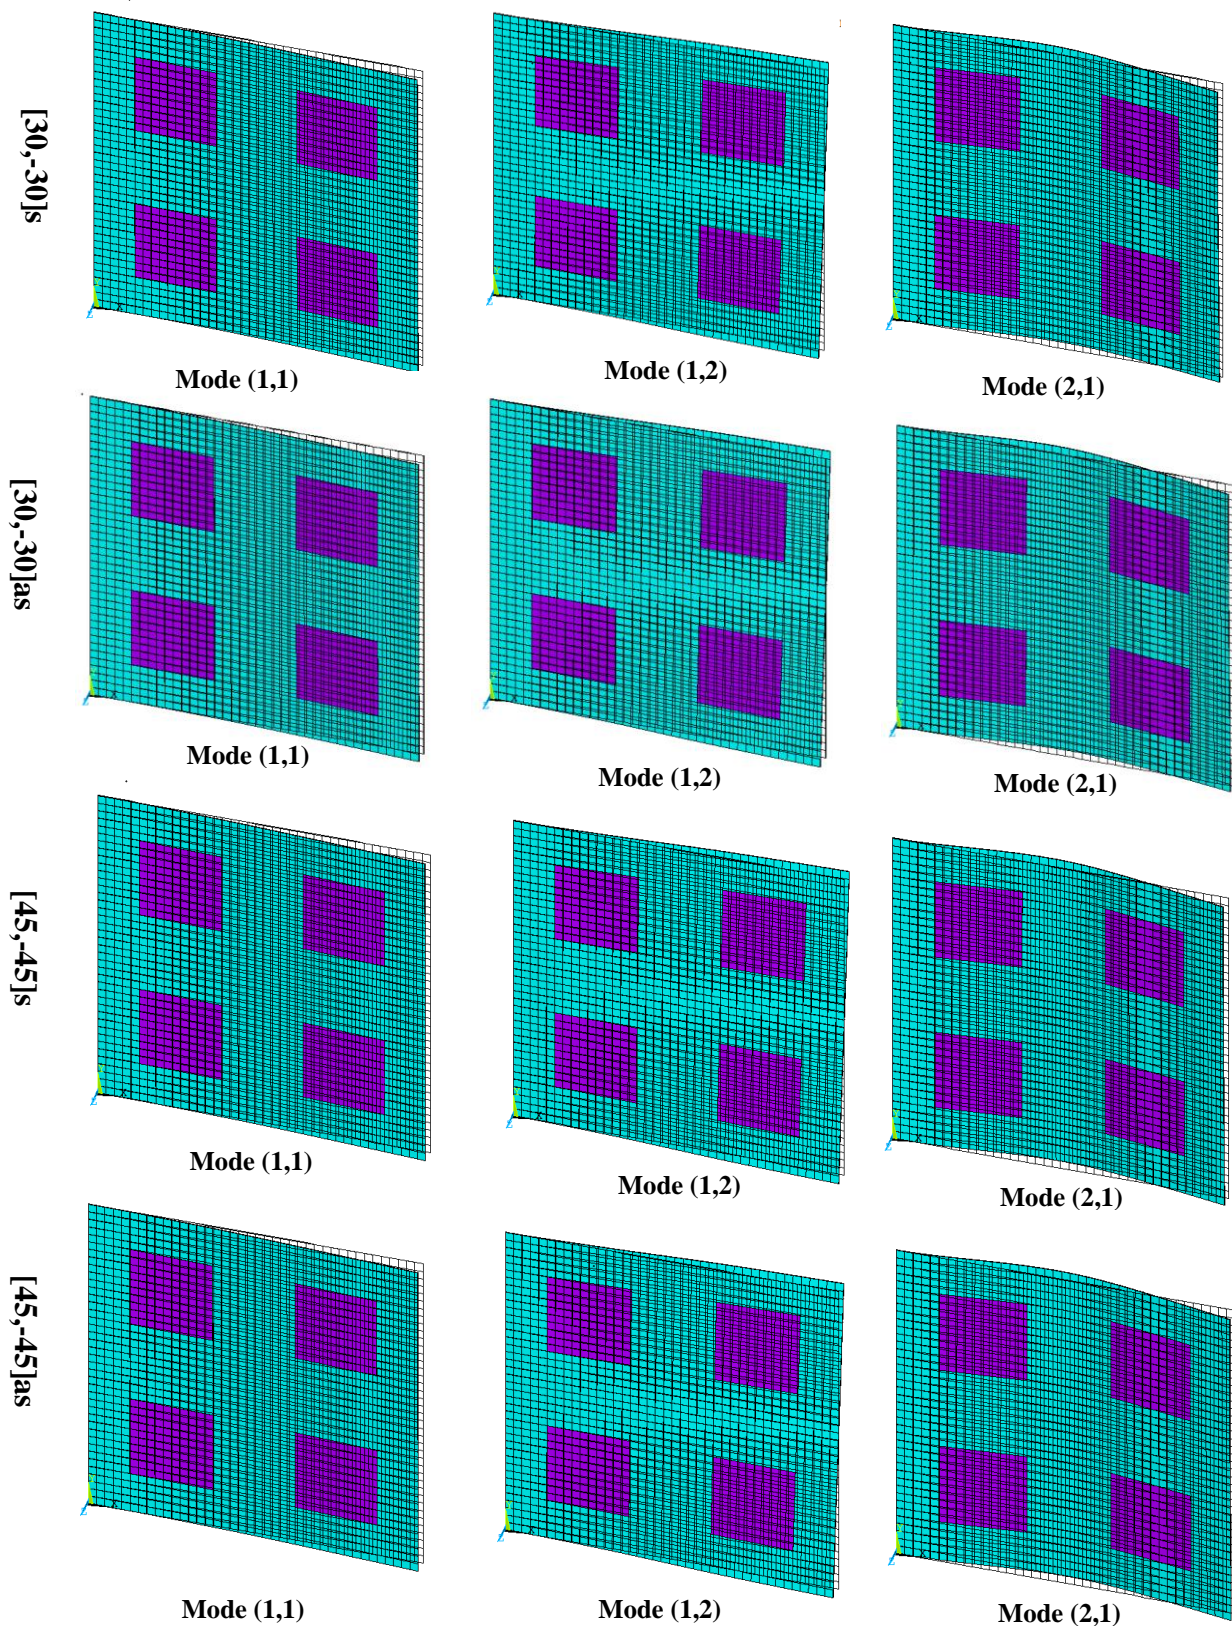 [30,-30]s
Mode (1,1)
Mode (1,2)
Mode (2,1)
[30,-30]as
Mode (1,1)
Mode (1,2)
Mode (2,1)
[45,-45]s
Mode (1,1)
Mode (1,2)
Mode (2,1)
[45,-45]as
Mode (1,1)
Mode (1,2)
Mode (2,1)